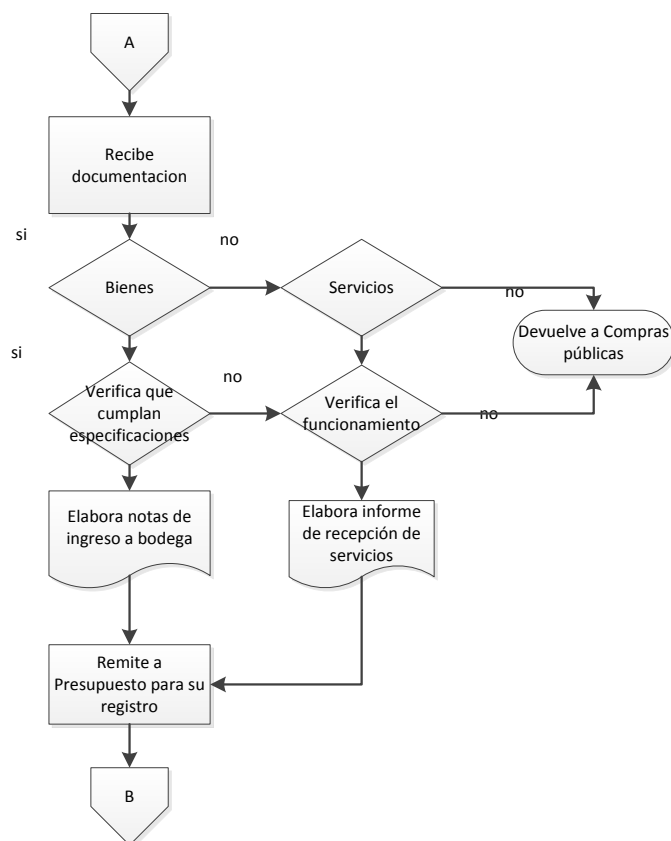 A
Recibe
documentacion
si
no
Bienes
Servicios
no
Devuelve a Compras
públicas
si
no
Verifica que
cumplan
especificaciones
Verifica el
funcionamiento
no
Elabora notas de
ingreso a bodega
Elabora informe
de recepción de
servicios
Remite a
Presupuesto para su
registro
B